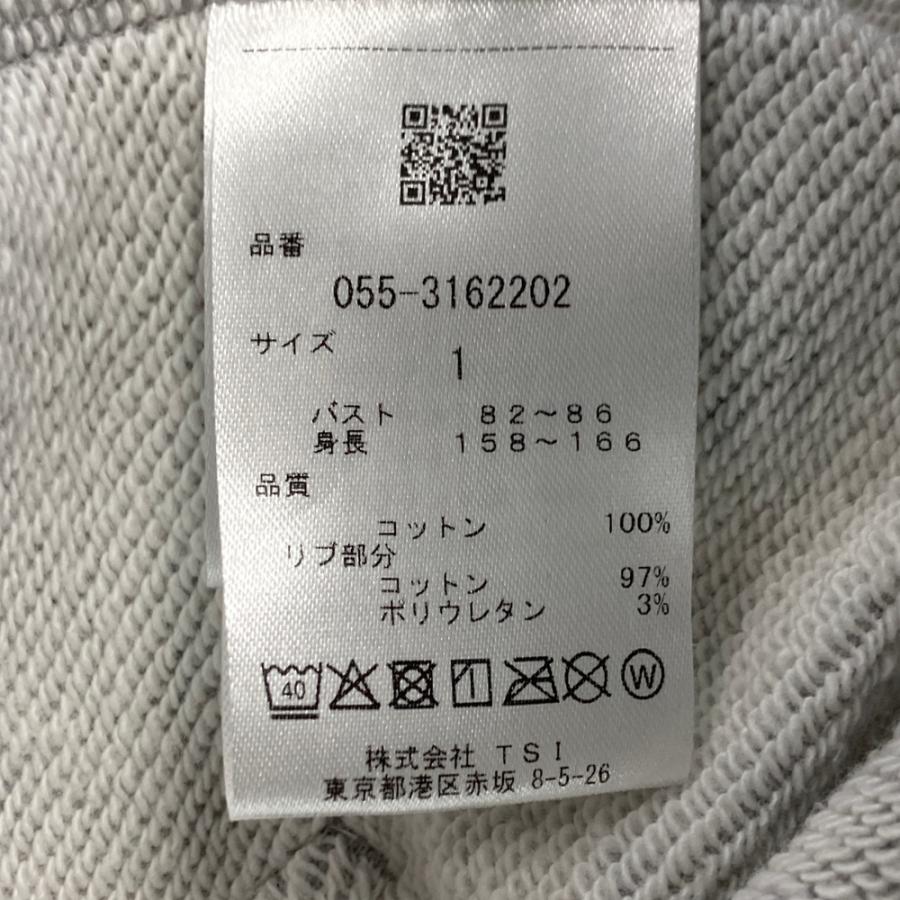 品番
055-3162202
サイズ
1
バスト 82～86
身長 158～166
品質
コットン 100%
リブ部分
コットン 97%
ポリウレタン 3%
40 W
株式会社 TSI
東京都港区赤坂 8-5-26